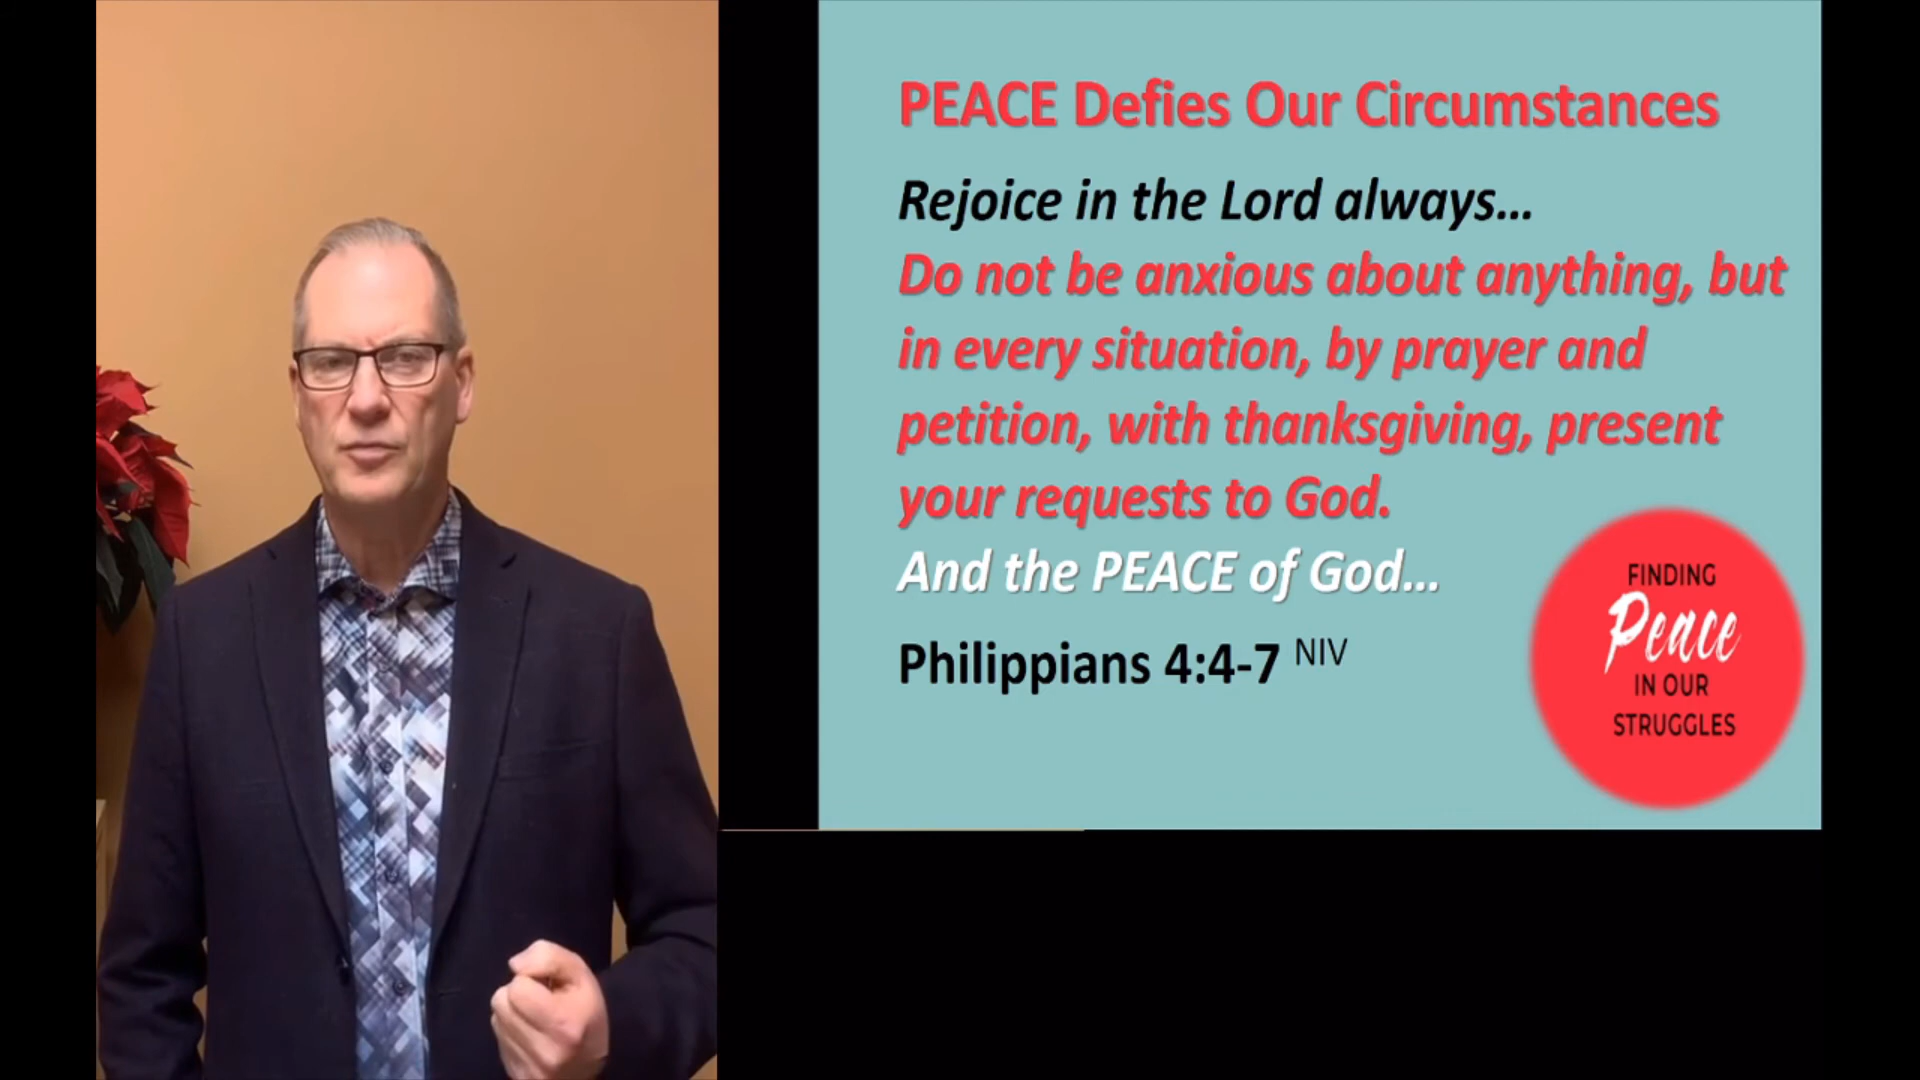 PEACE Defies Our Circumstances
Rejoice in the Lord always...
Do not be anxious about anything, but
in every situation, by prayer and
petition, with thanksgiving, present
your requests to God.
And the PEACE of God...
Philippians 4:4-7 NIV
FINDING
Peace
IN OUR
STRUGGLES